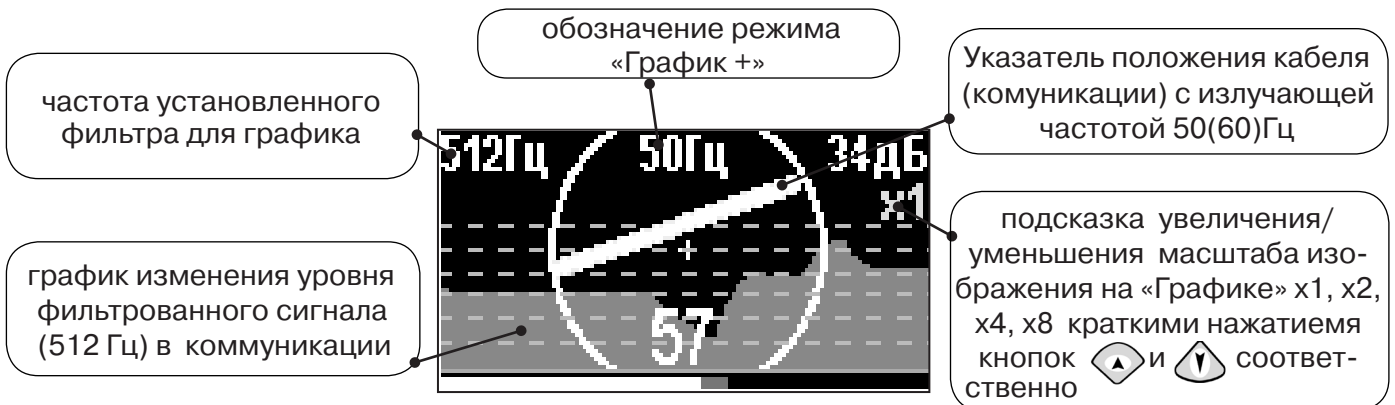 обозначение режима
«График +»
частота установленного
фильтра для графика
Указатель положения кабеля
(комуникации) с излучающей
частотой 50(60)Гц
512Гц
50Гц
34дБ
x1
57
график изменения уровня
фильтрованного сигнала
(512 Гц) в коммуникации
подсказка увеличения/
уменьшения масштаба изо-
бражения на «Графике» x1, x2,
x4, x8 краткими нажатиемя
кнопок и соответ-
ственно